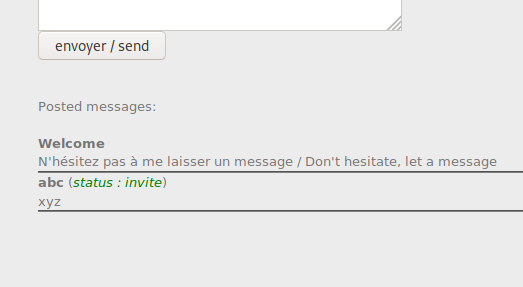 envoyer / send
Posted messages:
Welcome
N'hésitez pas à me laisser un message / Don't hesitate, let a message
abc (status : invite)
xyz